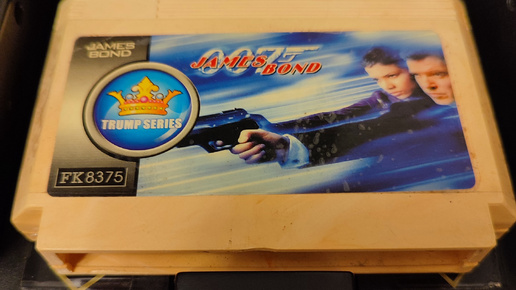 JAMES
BOND
007
JAMES
BOND
TRUMP SERIES
FK8375